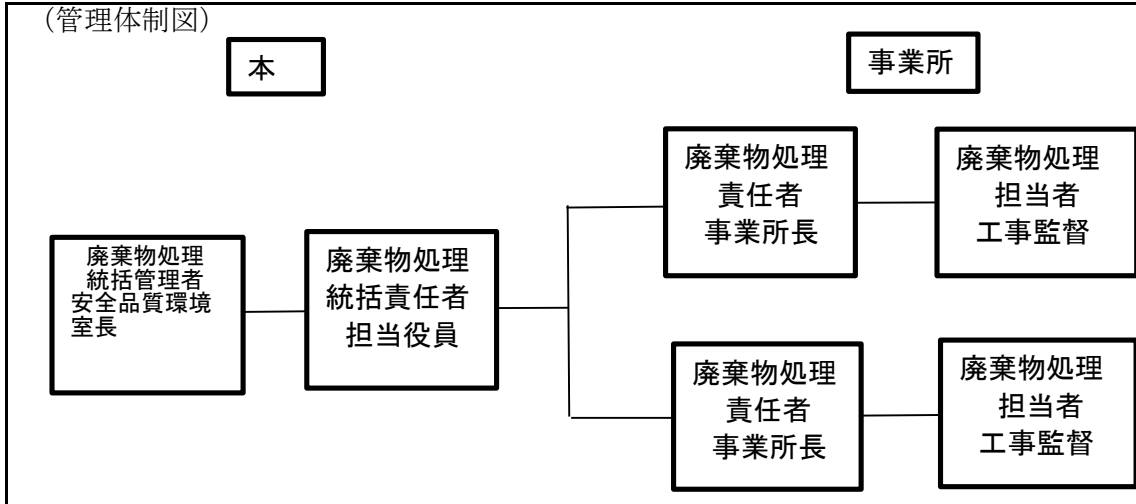 （管理体制図）
本
事業所
廃棄物処理
統括管理者
安全品質環境
室長
廃棄物処理
統括責任者
担当役員
廃棄物処理
責任者
事業所長
廃棄物処理
担当者
工事監督
廃棄物処理
責任者
事業所長
廃棄物処理
担当者
工事監督